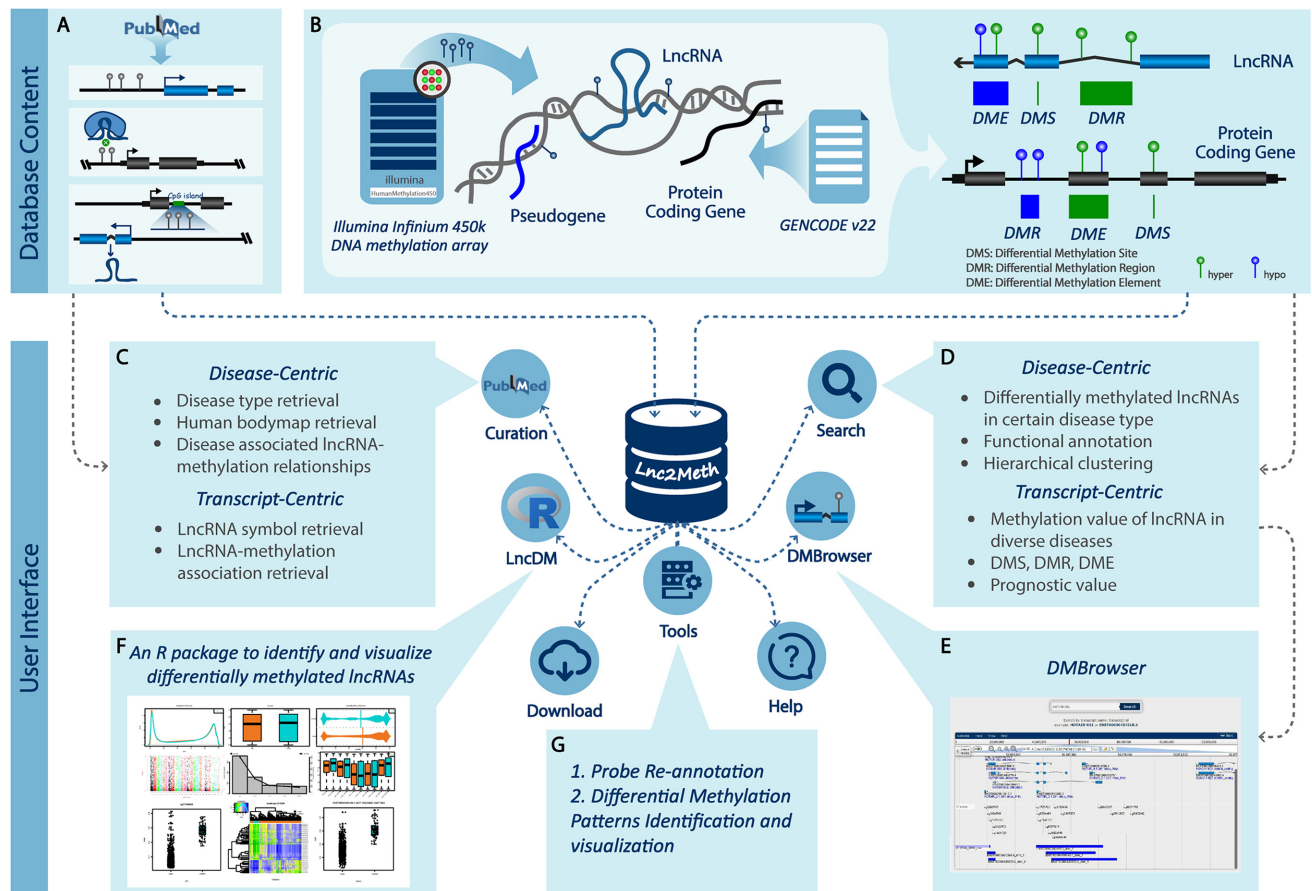 Database Content
A
PubMed
CpG island
B
illumina
HumanMethylation450
Illumina Infinium 450k
DNA methylation array
Pseudogene
LncRNA
Protein
Coding Gene
GENCODE v22
LncRNA
DME
DMS
DMR
Protein
Coding Gene
DMR
DME
DMS
DMS: Differential Methylation Site
DMR: Differential Methylation Region
DME: Differential Methylation Element
hyper
hypo
User Interface
C
Disease-Centric
• Disease type retrieval
• Human bodymap retrieval
• Disease associated lncRNA-
methylation relationships
Transcript-Centric
• LncRNA symbol retrieval
• LncRNA-methylation
association retrieval
PubMed
Curation
R
LncDM
Download
Lnc2Meth
Tools
Search
DMBrowser
?
Help
D
Disease-Centric
• Differentially methylated lncRNAs
in certain disease type
• Functional annotation
• Hierarchical clustering
Transcript-Centric
• Methylation value of lncRNA in
diverse diseases
• DMS, DMR, DME
• Prognostic value
F
An R package to identify and visualize
differentially methylated lncRNAs
G
1. Probe Re-annotation
2. Differential Methylation
Patterns Identification and
visualization
E
DMBrowser
Search